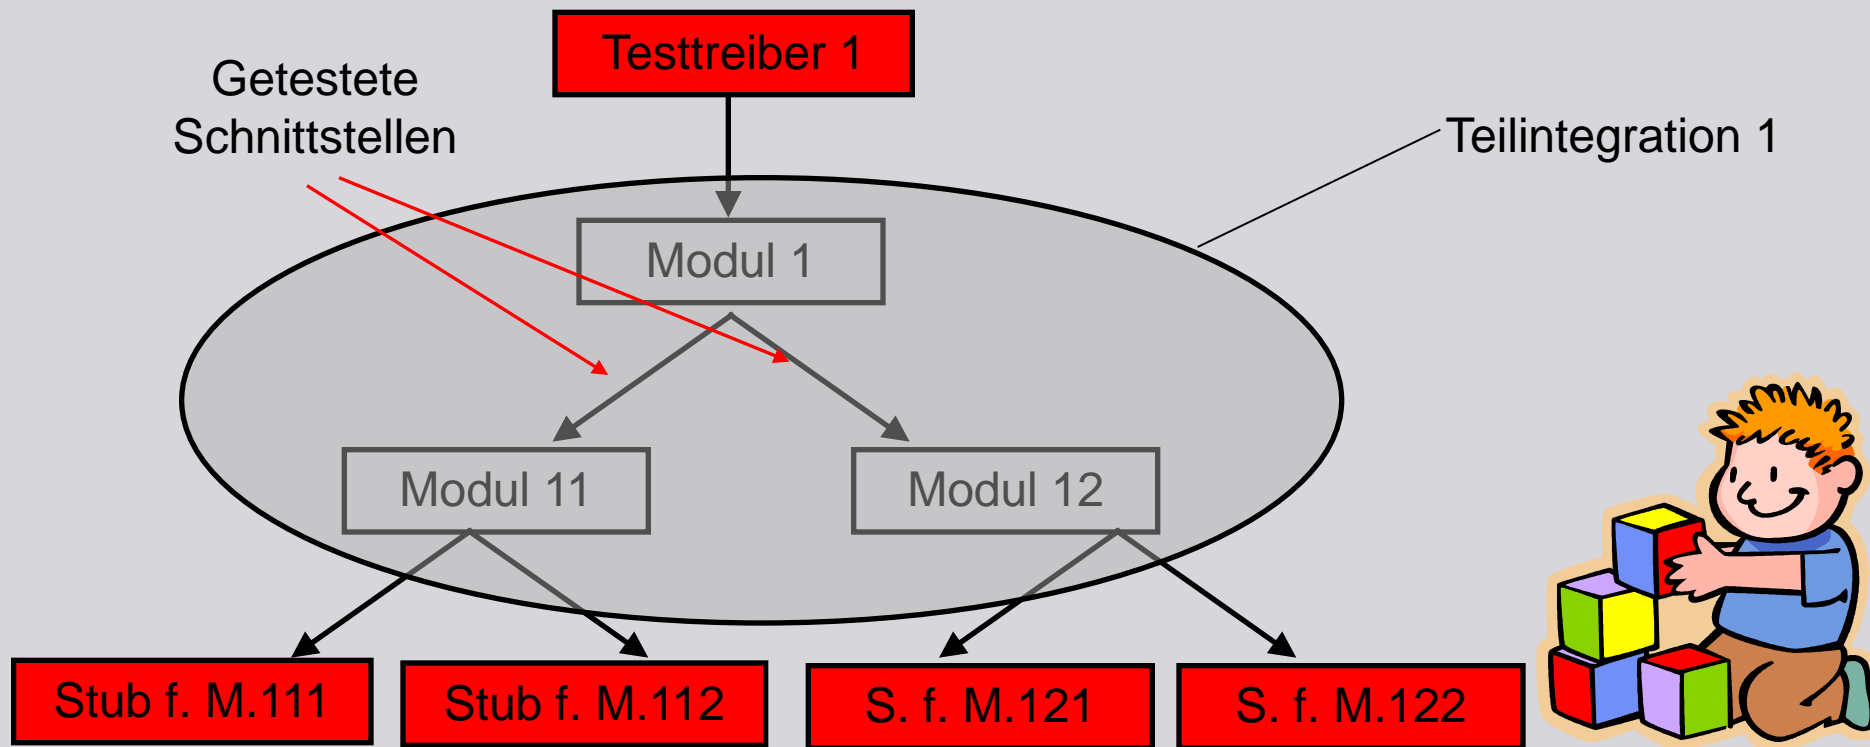 Testtreiber 1
Getestete
Schnittstellen
Teilintegration 1
Modul 1
Modul 11
Modul 12
Stub f. M.111
Stub f. M.112
S. f. M.121
S. f. M.122